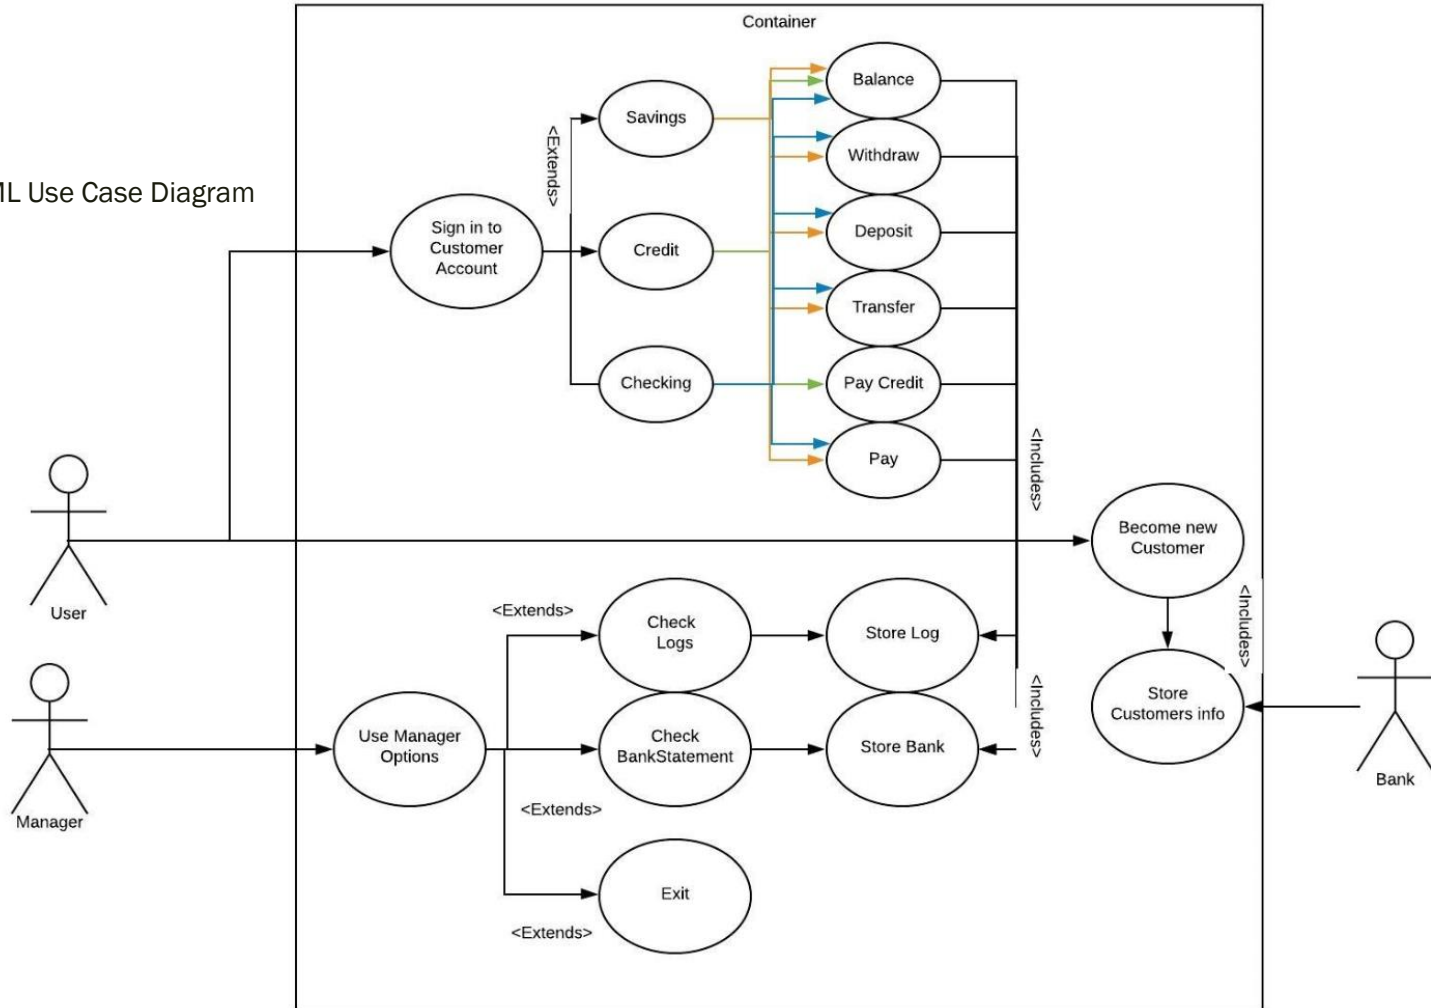 Container
Balance
Savings
<Extends>
Withdraw
ML Use Case Diagram
Sign in to
Customer
Account
Deposit
Credit
Transfer
Checking
Pay Credit
Pay
<Includes>
Become new
Customer
User
<Extends>
Check
Logs
Store Log
<Includes>
Store
Customers info
<Includes>
Use Manager
Options
Check
BankStatement
Store Bank
Bank
<Extends>
Manager
Exit
<Extends>